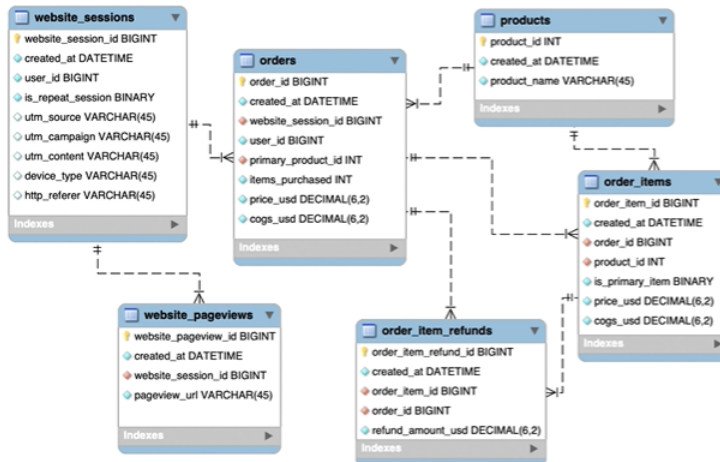 website_sessions
website_session_id BIGINT
created_at DATETIME
user_id BIGINT
is_repeat_session BINARY
utm_source VARCHAR(45)
utm_campaign VARCHAR(45)
utm_content VARCHAR(45)
device_type VARCHAR(45)
http_referer VARCHAR(45)
Indexes
orders
order_id BIGINT
created_at DATETIME
website_session_id BIGINT
user_id BIGINT
primary_product_id INT
items_purchased INT
price_usd DECIMAL(6,2)
cogs_usd DECIMAL(6,2)
Indexes
products
product_id INT
created_at DATETIME
product_name VARCHAR(45)
Indexes
order_items
order_item_id BIGINT
created_at DATETIME
order_id BIGINT
product_id INT
is_primary_item BINARY
price_usd DECIMAL(6,2)
cogs_usd DECIMAL(6,2)
Indexes
website_pageviews
website_pageview_id BIGINT
created_at DATETIME
website_session_id BIGINT
pageview_url VARCHAR(45)
Indexes
order_item_refunds
order_item_refund_id BIGINT
created_at DATETIME
order_item_id BIGINT
order_id BIGINT
refund_amount_usd DECIMAL(6,2)
Indexes